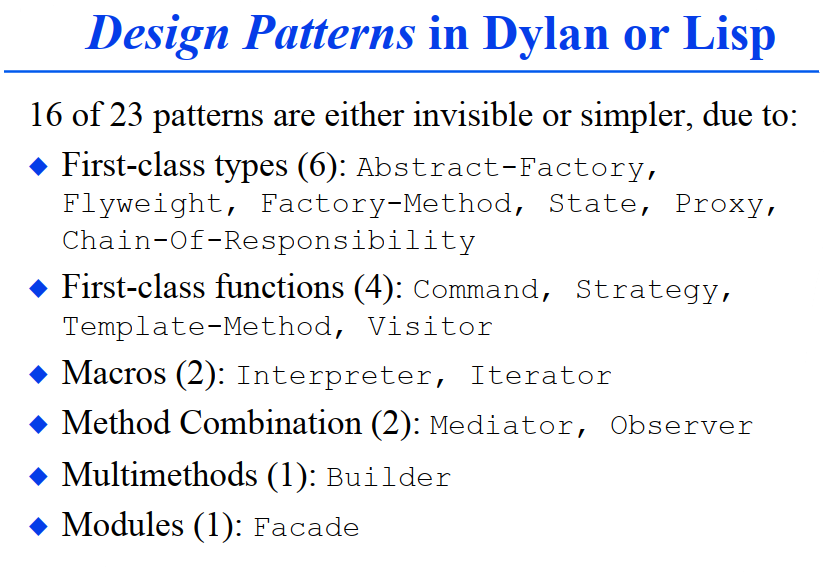 Design Patterns in Dylan or Lisp
16 of 23 patterns are either invisible or simpler, due to:
◆ First-class types (6): Abstract-Factory,
Flyweight, Factory-Method, State, Proxy,
Chain-Of-Responsibility
◆ First-class functions (4): Command, Strategy,
Template-Method, Visitor
◆ Macros (2): Interpreter, Iterator
◆ Method Combination (2): Mediator, Observer
◆ Multimethods (1): Builder
◆ Modules (1): Facade